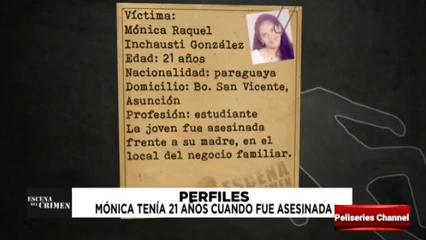 Víctima:
Mónica Raquel
Inchausti González
Edad: 21 años
Nacionalidad: paraguaya
Domicilio: Bo. San Vicente,
Asunción
Profesión: estudiante
La joven fue asesinada
frente a su madre, en el
local del negocio familiar.
ESCENA
DEL CRIMEN
PERFILES
MÓNICA TENÍA 21 AÑOS CUANDO FUE ASESINADA
Peliseries Channel